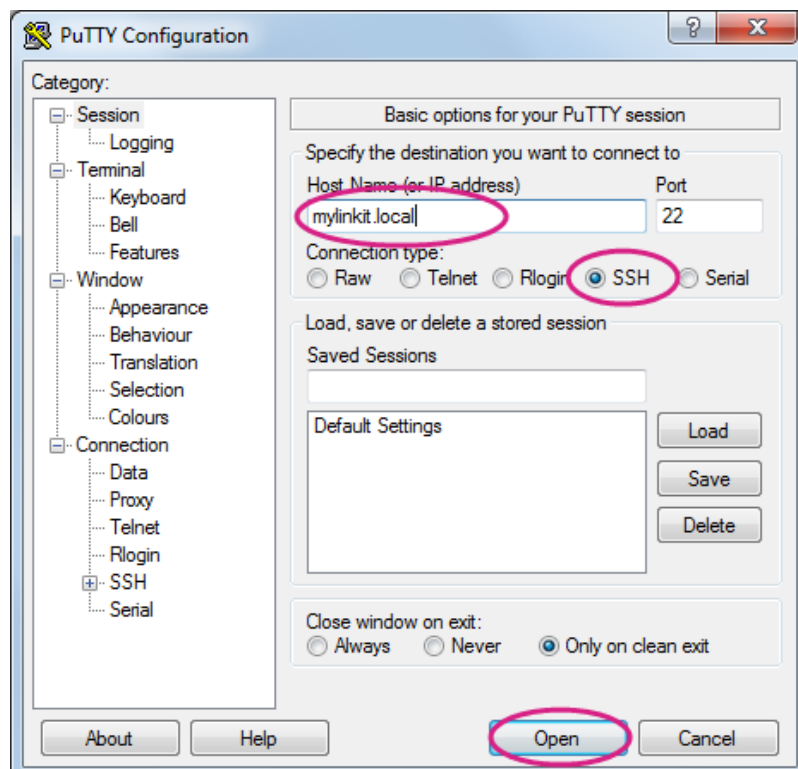 PuTTY Configuration
Category:
Session
Logging
Terminal
Keyboard
Bell
Features
Window
Appearance
Behaviour
Translation
Selection
Colours
Connection
Data
Proxy
Telnet
Rlogin
SSH
Serial
Basic options for your PuTTY session
Specify the destination you want to connect to
Host Name (or IP address) Port
mylinkit.local 22
Connection type:
Raw Telnet Rlogin SSH Serial
Load, save or delete a stored session
Saved Sessions
Default Settings
Load
Save
Delete
Close window on exit:
Always Never Only on clean exit
About Help Open Cancel